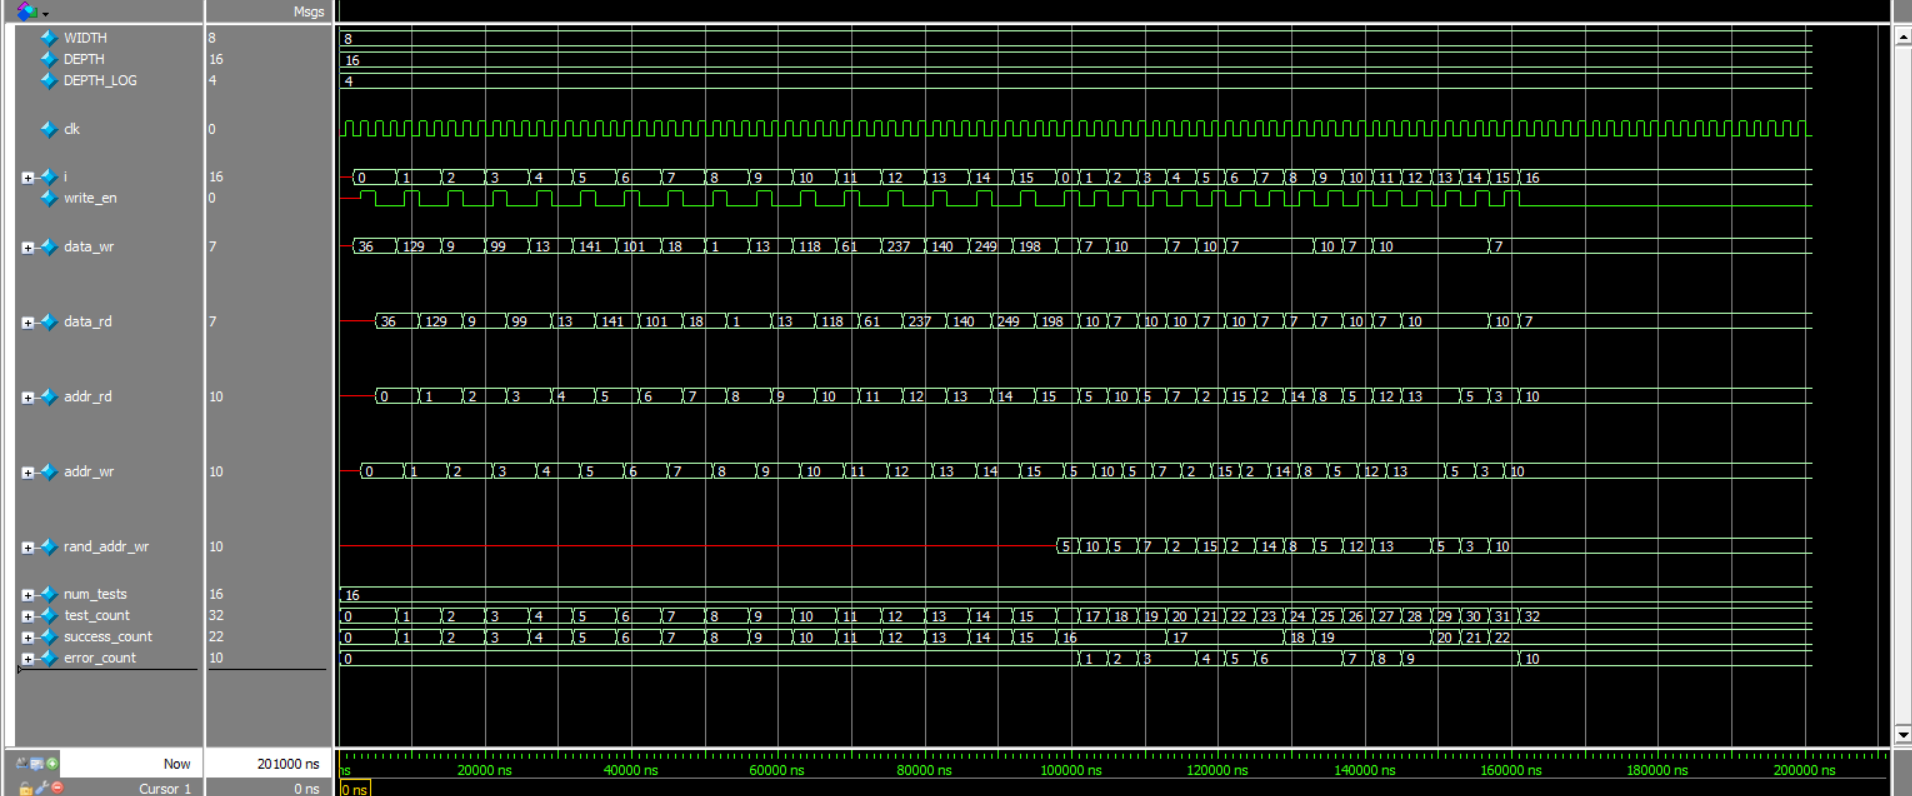 Msgs
WIDTH 8 8
DEPTH 16 16
DEPTH_LOG 4 4
clk 0
i 16 0 1 2 3 4 5 6 7 8 9 10 11 12 13 14 15 0 1 2 3 4 5 6 7 8 9 10 11 12 13 14 15 16
write_en 0
data_wr 7 36 129 9 99 13 141 101 18 1 13 118 61 237 140 249 198 7 10 7 10 7 10 7 10 7
data_rd 7 36 129 9 99 13 141 101 18 1 13 118 61 237 140 249 198 10 7 10 10 7 10 7 7 7 10 7 10 10 7
addr_rd 10 0 1 2 3 4 5 6 7 8 9 10 11 12 13 14 15 5 10 5 7 2 15 2 14 8 5 12 13 5 3 10
addr_wr 10 0 1 2 3 4 5 6 7 8 9 10 11 12 13 14 15 5 10 5 7 2 15 2 14 8 5 12 13 5 3 10
rand_addr_wr 10 5 10 5 7 2 15 2 14 8 5 12 13 5 3 10
num_tests 16 16
test_count 32 0 1 2 3 4 5 6 7 8 9 10 11 12 13 14 15 17 18 19 20 21 22 23 24 25 26 27 28 29 30 31 32
success_count 22 0 1 2 3 4 5 6 7 8 9 10 11 12 13 14 15 16 17 18 19 20 21 22
error_count 10 0 1 2 3 4 5 6 7 8 9 10
Now 201000 ns ns 20000 ns 40000 ns 60000 ns 80000 ns 100000 ns 120000 ns 140000 ns 160000 ns 180000 ns 200000 ns
Cursor 1 0 ns 0 ns